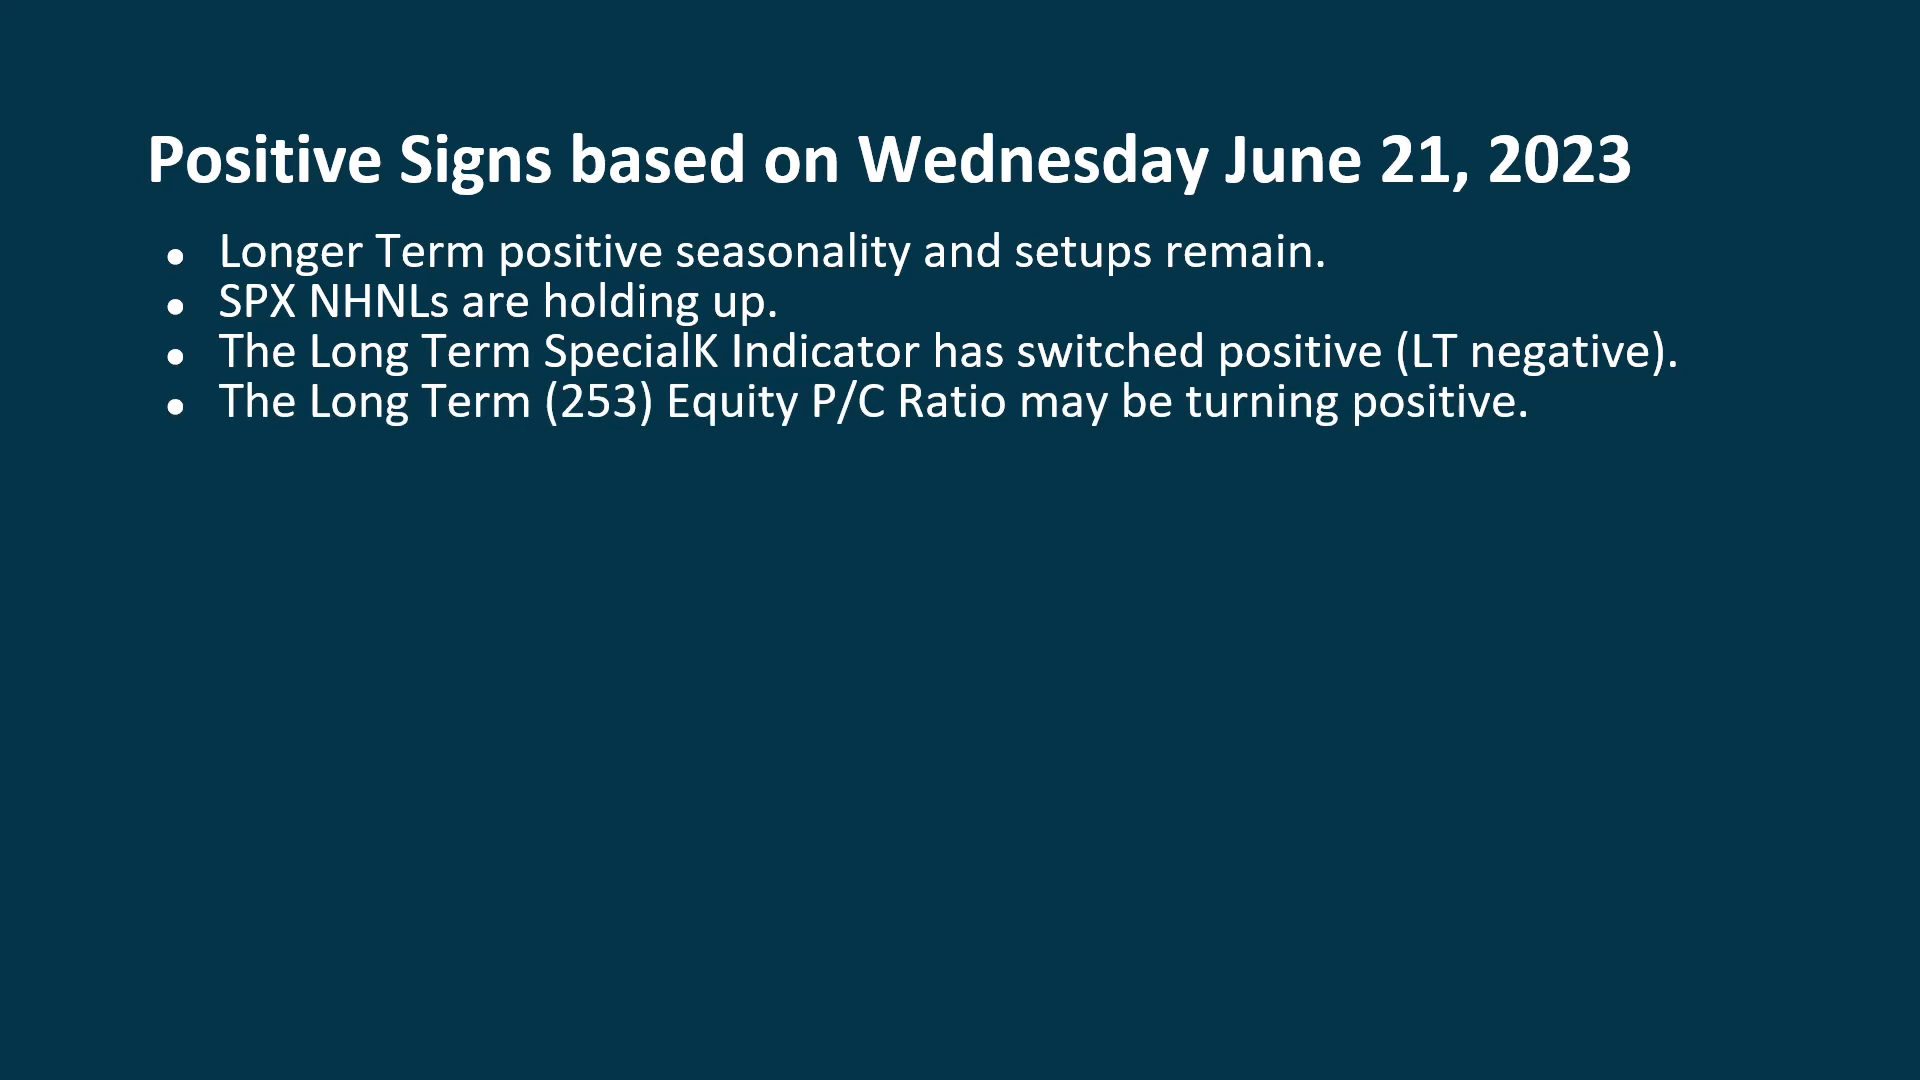 Positive Signs based on Wednesday June 21, 2023
● Longer Term positive seasonality and setups remain.
● SPX NHNLs are holding up.
● The Long Term SpecialK Indicator has switched positive (LT negative).
● The Long Term (253) Equity P/C Ratio may be turning positive.